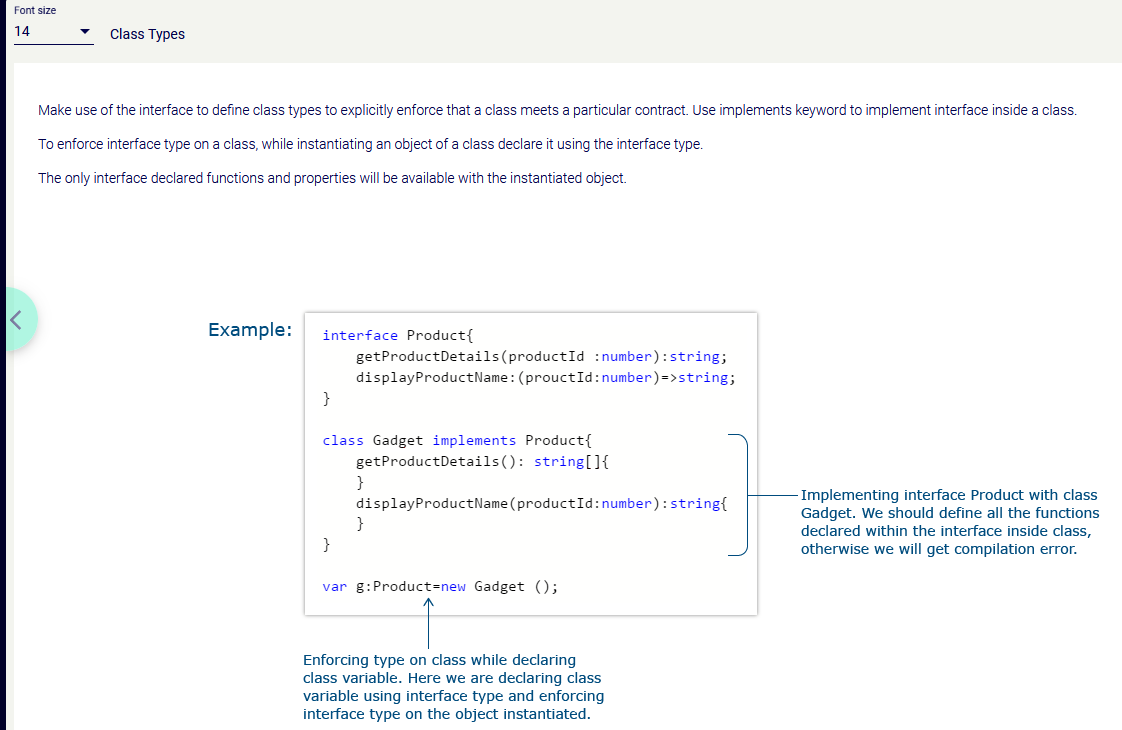 Font size
14
Class Types
Make use of the interface to define class types to explicitly enforce that a class meets a particular contract. Use implements keyword to implement interface inside a class.
To enforce interface type on a class, while instantiating an object of a class declare it using the interface type.
The only interface declared functions and properties will be available with the instantiated object.
Example:
interface Product{
    getProductDetails(productId :number):string;
    displayProductName:(prouctId:number)=>string;
}
class Gadget implements Product{
    getProductDetails(): string[]{
    }
    displayProductName(productId:number):string{
    }
}
var g:Product=new Gadget ();
Implementing interface Product with class
Gadget. We should define all the functions
declared within the interface inside class,
otherwise we will get compilation error.
Enforcing type on class while declaring
class variable. Here we are declaring class
variable using interface type and enforcing
interface type on the object instantiated.